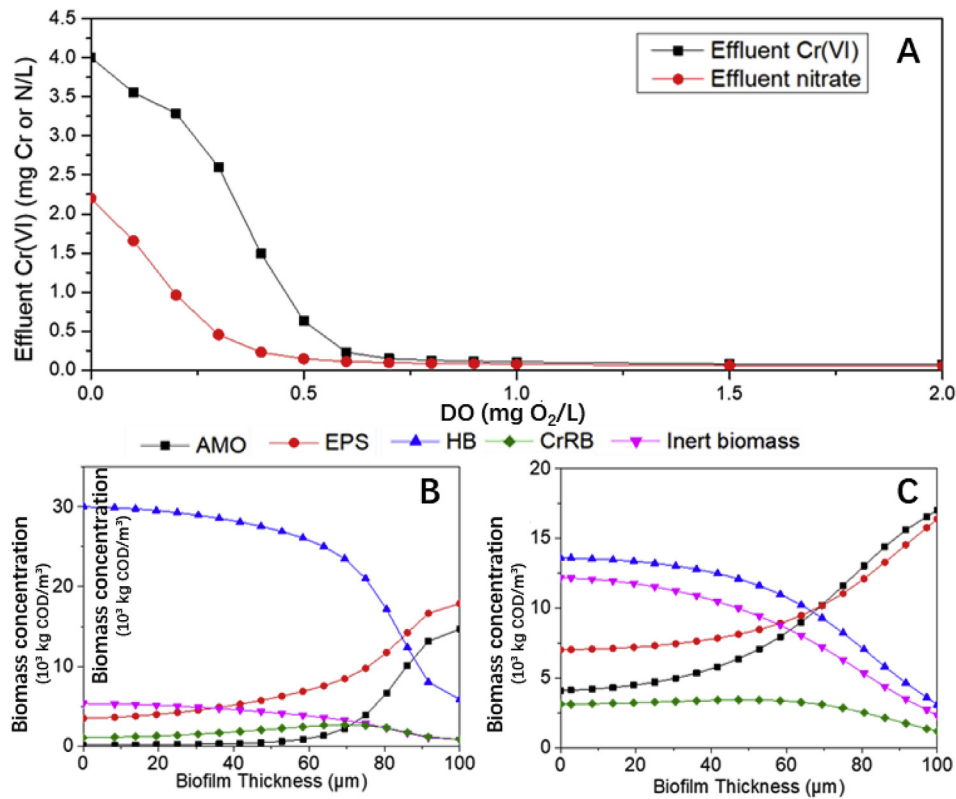 A
Effluent Cr(VI)
Effluent nitrate
Effluent Cr(VI) (mg Cr or N/L)
4.5
4.0
3.5
3.0
2.5
2.0
1.5
1.0
0.5
0.0
0.0 0.5 1.0 1.5 2.0
DO (mg O₂/L)
AMO EPS HB CrRB Inert biomass
B
Biomass concentration
(10³ kg COD/m³)
Biomass concentration
(10³ kg COD/m³)
30
20
10
0
0 20 40 60 80 100
Biofilm Thickness (µm)
C
Biomass concentration
(10³ kg COD/m³)
20
15
10
5
0
0 20 40 60 80 100
Biofilm Thickness (µm)